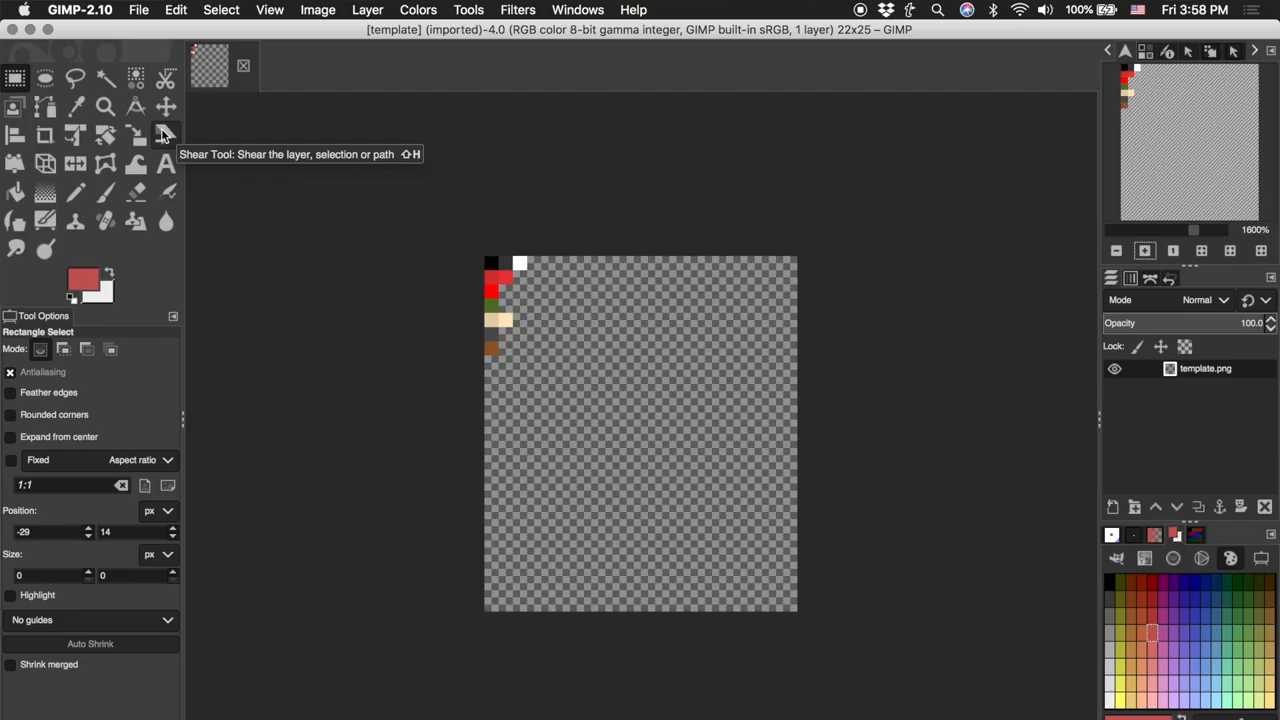 GIMP-2.10 File Edit Select View Image Layer Colors Tools Filters Windows Help 100% Fri 3:58 PM
[template] (imported)-4.0 (RGB color 8-bit gamma integer, GIMP built-in sRGB, 1 layer) 22x25 – GIMP
Shear Tool: Shear the layer, selection or path ⇧H
1600%
Tool Options
Rectangle Select
Mode:
Antialiasing
Feather edges
Rounded corners
Expand from center
Fixed Aspect ratio
1:1
Position: px
-29 14
Size: px
0 0
Highlight
No guides
Auto Shrink
Shrink merged
Mode Normal
Opacity 100.0
Lock:
template.png